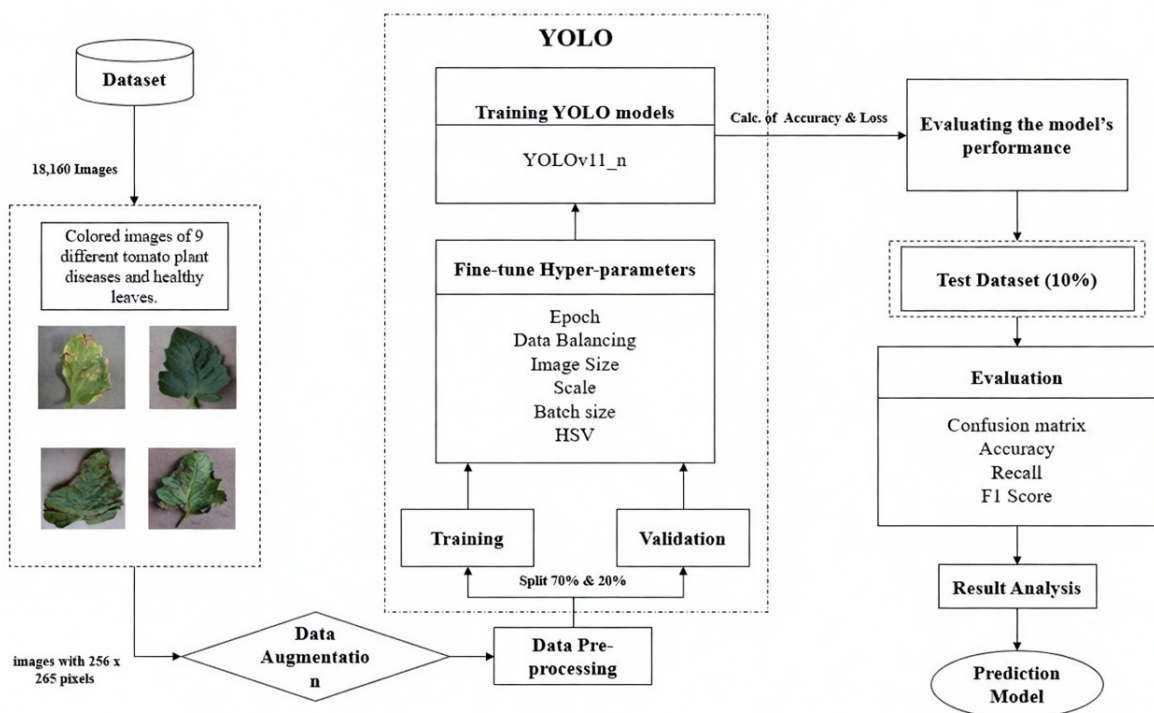 Dataset
18,160 Images
Colored images of 9
different tomato plant
diseases and healthy
leaves.
images with 256 x
265 pixels
Data
Augmentatio
n
Data Pre-
processing
Split 70% & 20%
Training
Validation
Fine-tune Hyper-parameters
Epoch
Data Balancing
Image Size
Scale
Batch size
HSV
YOLO
Training YOLO models
YOLOv11_n
Calc. of Accuracy & Loss
Evaluating the model's
performance
Test Dataset (10%)
Evaluation
Confusion matrix
Accuracy
Recall
F1 Score
Result Analysis
Prediction
Model